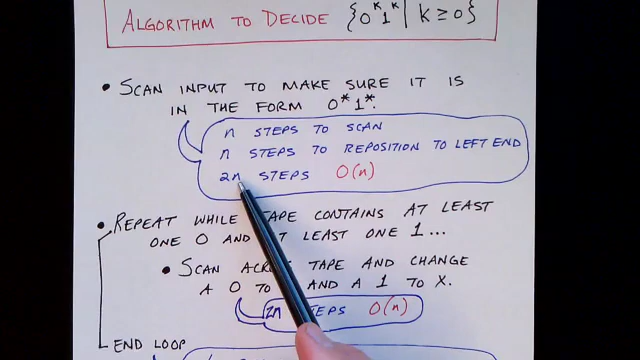 ALGORITHM TO DECIDE {0ᴷ1ᴷ | K ≥ 0}
• SCAN INPUT TO MAKE SURE IT IS
IN THE FORM 0*1*.
n STEPS TO SCAN
n STEPS TO REPOSITION TO LEFT END
2n STEPS O(n)
• REPEAT WHILE TAPE CONTAINS AT LEAST
ONE 0 AND AT LEAST ONE 1...
• SCAN ACROSS TAPE AND CHANGE
A 0 TO AND A 1 TO X.
2n STEPS O(n)
END LOOP